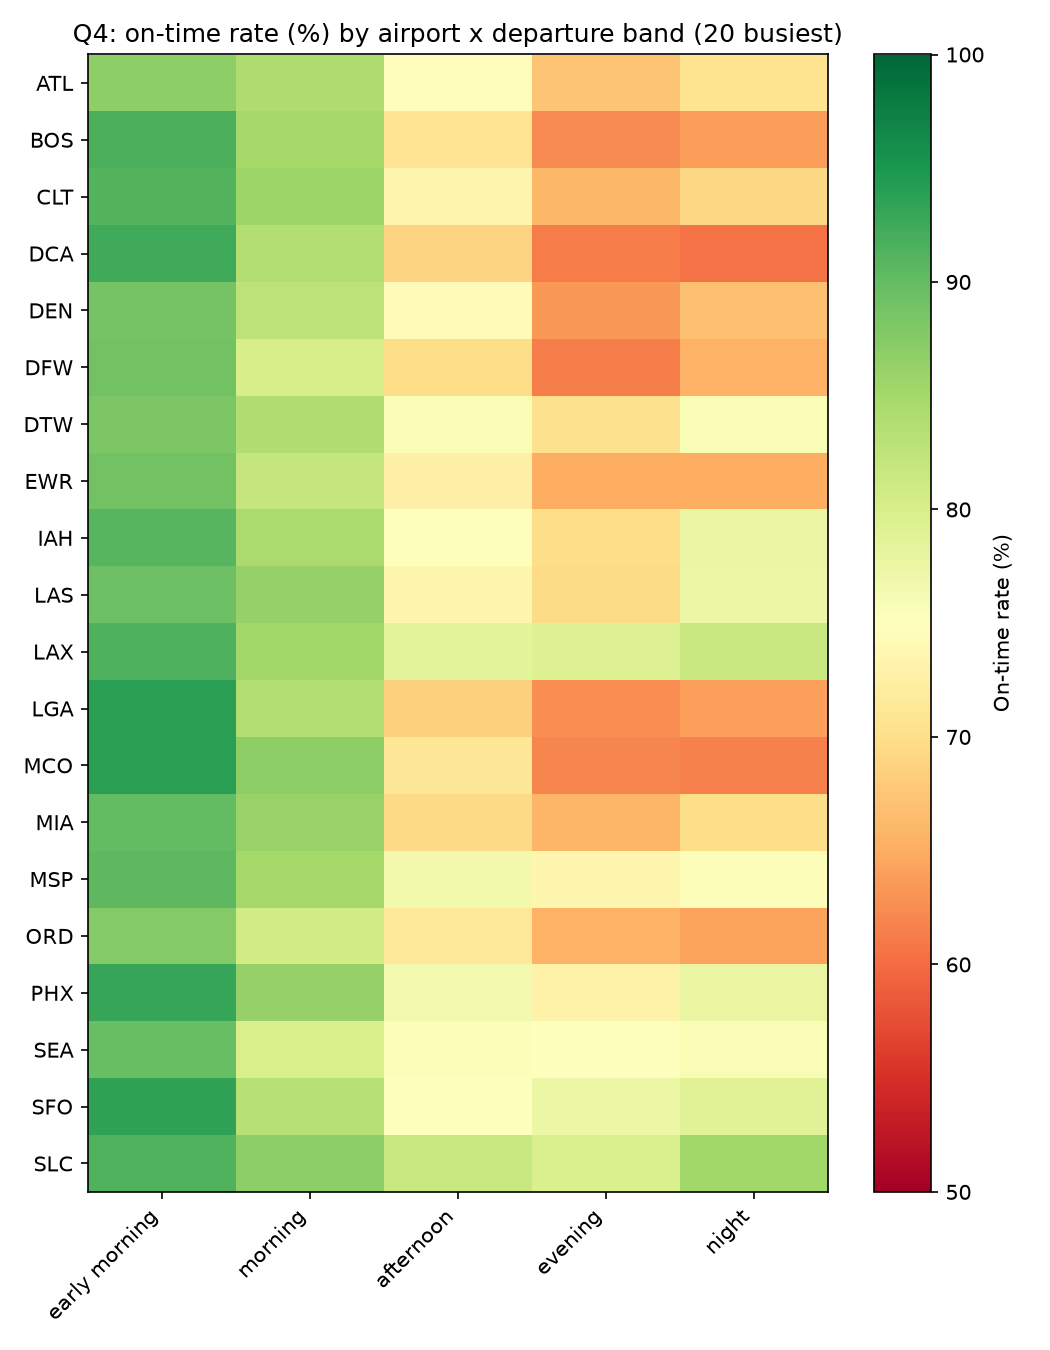 Q4: on-time rate (%) by airport x departure band (20 busiest)
ATL
BOS
CLT
DCA
DEN
DFW
DTW
EWR
IAH
LAS
LAX
LGA
MCO
MIA
MSP
ORD
PHX
SEA
SFO
SLC
early morning
morning
afternoon
evening
night
100
90
80
70
60
50
On-time rate (%)